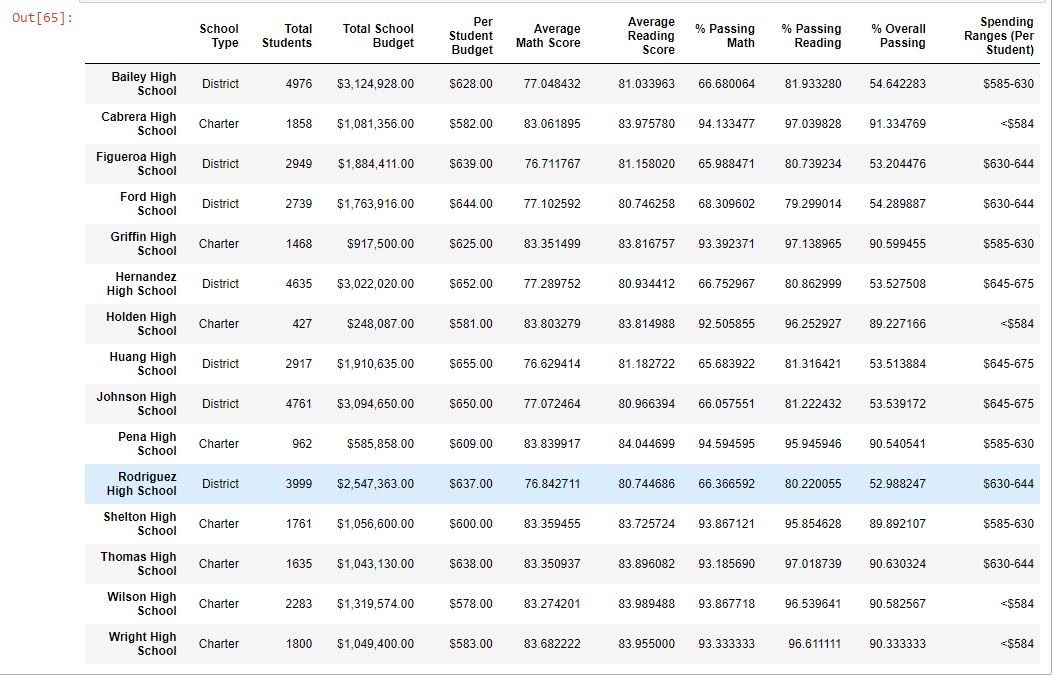 Out[65]:
School Type Total Students Total School Budget Per Student Budget Average Math Score Average Reading Score % Passing Math % Passing Reading % Overall Passing Spending Ranges (Per Student)
Bailey High School District 4976 $3,124,928.00 $628.00 77.048432 81.033963 66.680064 81.933280 54.642283 $585-630
Cabrera High School Charter 1858 $1,081,356.00 $582.00 83.061895 83.975780 94.133477 97.039828 91.334769 <$584
Figueroa High School District 2949 $1,884,411.00 $639.00 76.711767 81.158020 65.988471 80.739234 53.204476 $630-644
Ford High School District 2739 $1,763,916.00 $644.00 77.102592 80.746258 68.309602 79.299014 54.289887 $630-644
Griffin High School Charter 1468 $917,500.00 $625.00 83.351499 83.816757 93.392371 97.138965 90.599455 $585-630
Hernandez High School District 4635 $3,022,020.00 $652.00 77.289752 80.934412 66.752967 80.862999 53.527508 $645-675
Holden High School Charter 427 $248,087.00 $581.00 83.803279 83.814988 92.505855 96.252927 89.227166 <$584
Huang High School District 2917 $1,910,635.00 $655.00 76.629414 81.182722 65.683922 81.316421 53.513884 $645-675
Johnson High School District 4761 $3,094,650.00 $650.00 77.072464 80.966394 66.057551 81.222432 53.539172 $645-675
Pena High School Charter 962 $585,858.00 $609.00 83.839917 84.044699 94.594595 95.945946 90.540541 $585-630
Rodriguez High School District 3999 $2,547,363.00 $637.00 76.842711 80.744686 66.366592 80.220055 52.988247 $630-644
Shelton High School Charter 1761 $1,056,600.00 $600.00 83.359455 83.725724 93.867121 95.854628 89.892107 $585-630
Thomas High School Charter 1635 $1,043,130.00 $638.00 83.350937 83.896082 93.185690 97.018739 90.630324 $630-644
Wilson High School Charter 2283 $1,319,574.00 $578.00 83.274201 83.989488 93.867718 96.539641 90.582567 <$584
Wright High School Charter 1800 $1,049,400.00 $583.00 83.682222 83.955000 93.333333 96.611111 90.333333 <$584